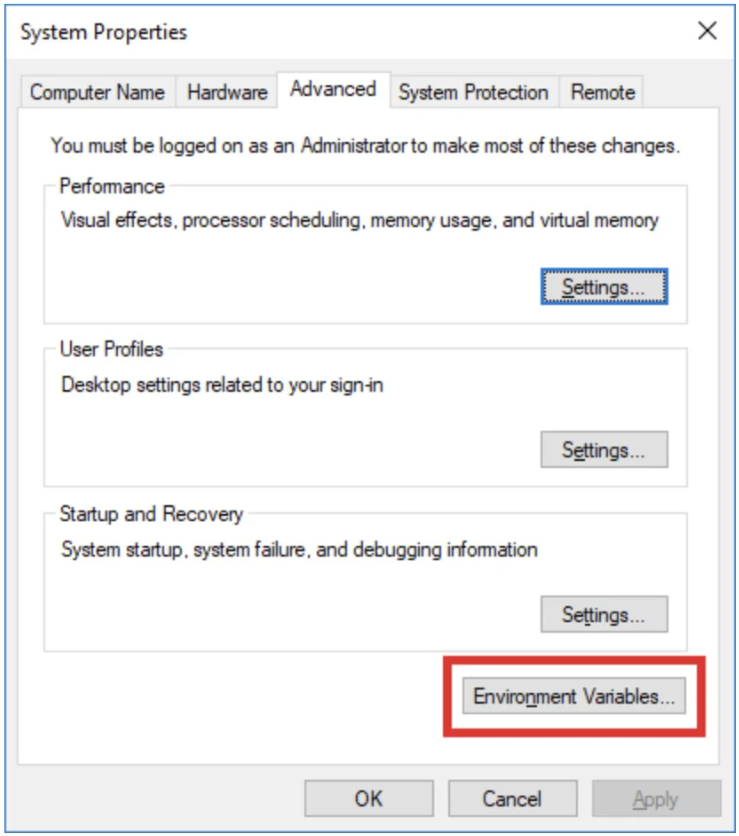 System Properties
Computer Name Hardware Advanced System Protection Remote
You must be logged on as an Administrator to make most of these changes.
Performance
Visual effects, processor scheduling, memory usage, and virtual memory
Settings...
User Profiles
Desktop settings related to your sign-in
Settings...
Startup and Recovery
System startup, system failure, and debugging information
Settings...
Environment Variables...
OK Cancel Apply